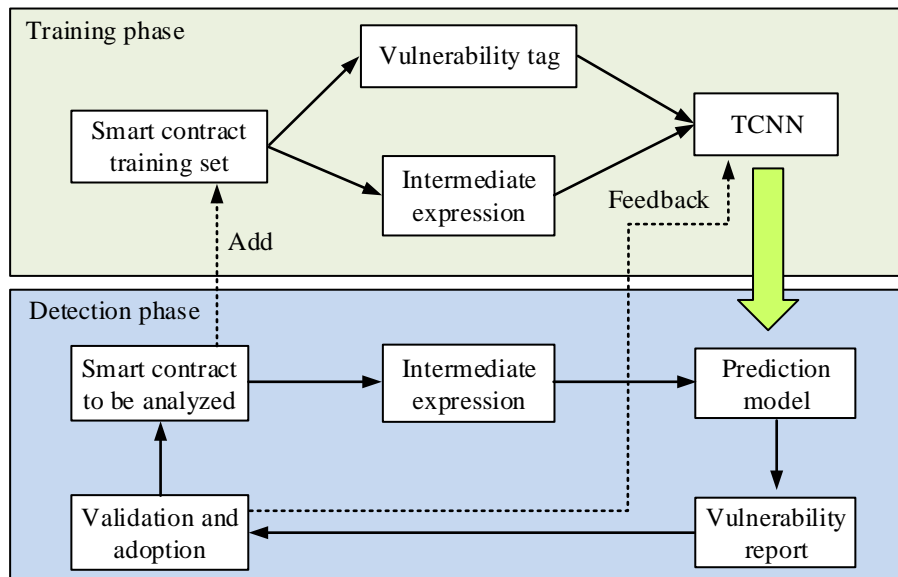 Training phase
Vulnerability tag
Smart contract
training set
TCNN
Intermediate
expression
Feedback
Add
Detection phase
Smart contract
to be analyzed
Intermediate
expression
Prediction
model
Validation and
adoption
Vulnerability
report